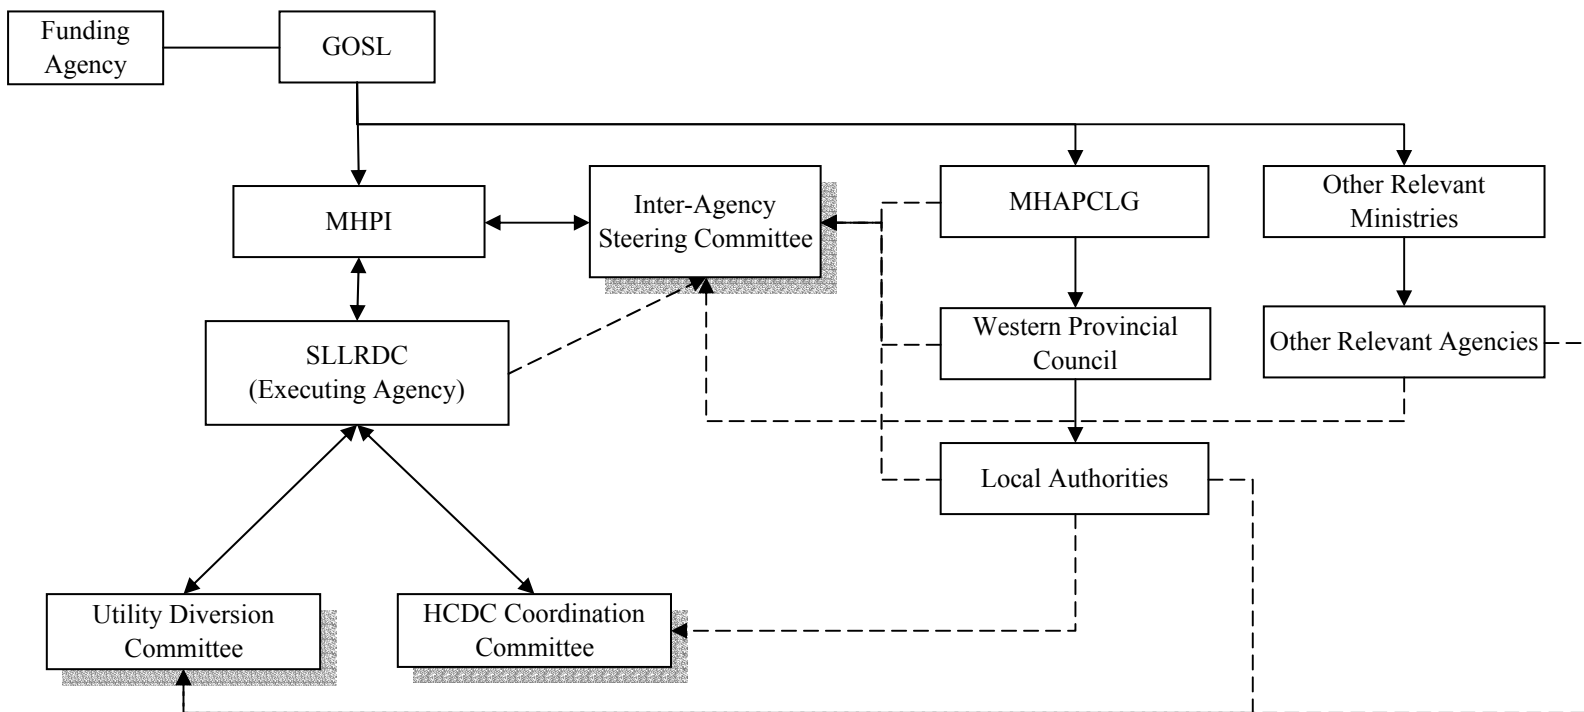 Funding
Agency
GOSL
MHPI
Inter-Agency
Steering Committee
MHAPCLG
Other Relevant
Ministries
SLLRDC
(Executing Agency)
Western Provincial
Council
Other Relevant Agencies
Local Authorities
Utility Diversion
Committee
HCDC Coordination
Committee